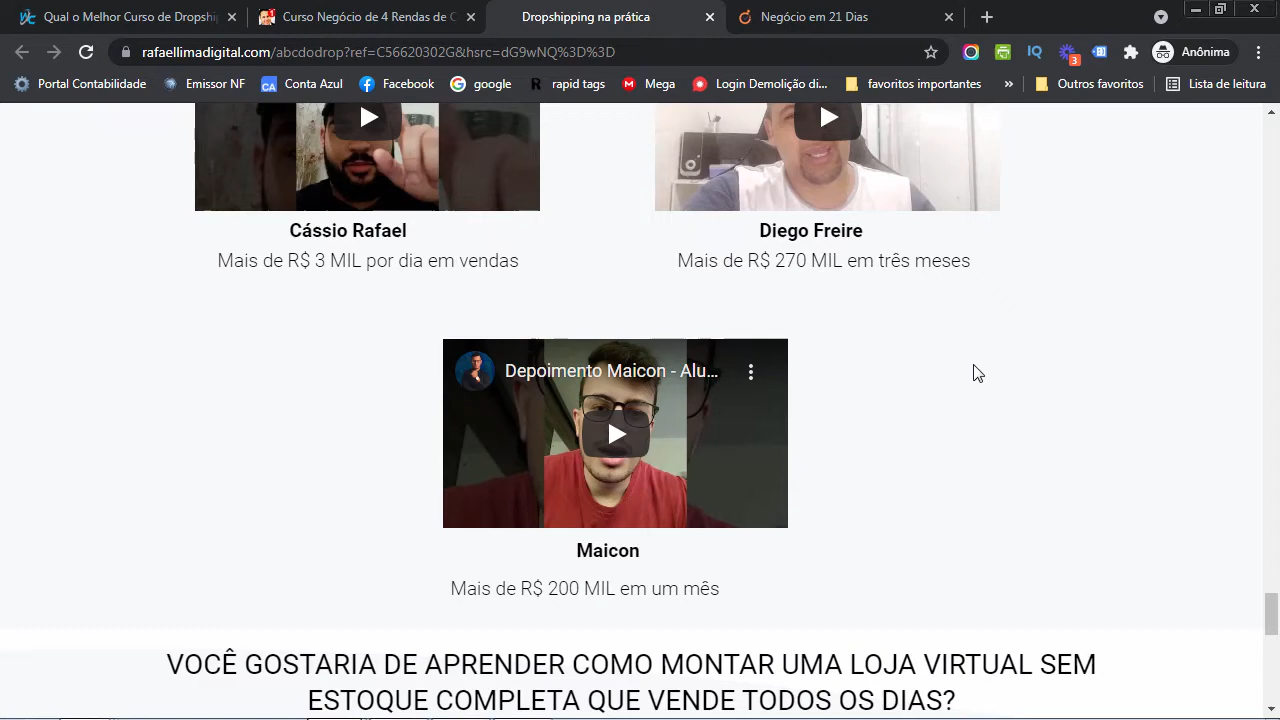 Qual o Melhor Curso de Dropshi
Curso Negócio de 4 Rendas de C
Dropshipping na prática
Negócio em 21 Dias
rafaellimadigital.com/abcdodrop?ref=C56620302G&hsrc=dG9wNQ%3D%3D
IQ
3
Anônima
Portal Contabilidade
Emissor NF
CA
Conta Azul
Facebook
google
R
rapid tags
Mega
Login Demolição di...
favoritos importantes
»
Outros favoritos
Lista de leitura
Cássio Rafael
Diego Freire
Mais de R$ 3 MIL por dia em vendas
Mais de R$ 270 MIL em três meses
Depoimento Maicon - Alu...
Maicon
Mais de R$ 200 MIL em um mês
VOCÊ GOSTARIA DE APRENDER COMO MONTAR UMA LOJA VIRTUAL SEM
ESTOQUE COMPLETA QUE VENDE TODOS OS DIAS?